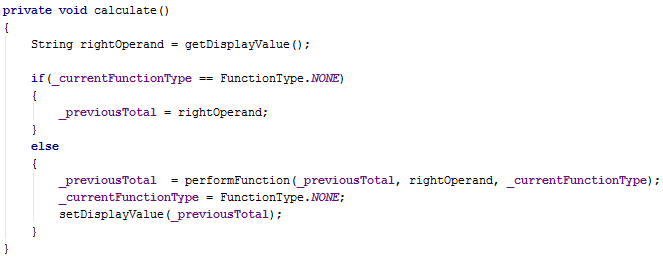 private void calculate()
{
    String rightOperand = getDisplayValue();

    if(_currentFunctionType == FunctionType.NONE)
    {
        _previousTotal = rightOperand;
    }
    else
    {
        _previousTotal  = performFunction(_previousTotal, rightOperand, _currentFunctionType);
        _currentFunctionType = FunctionType.NONE;
        setDisplayValue(_previousTotal);
    }
}